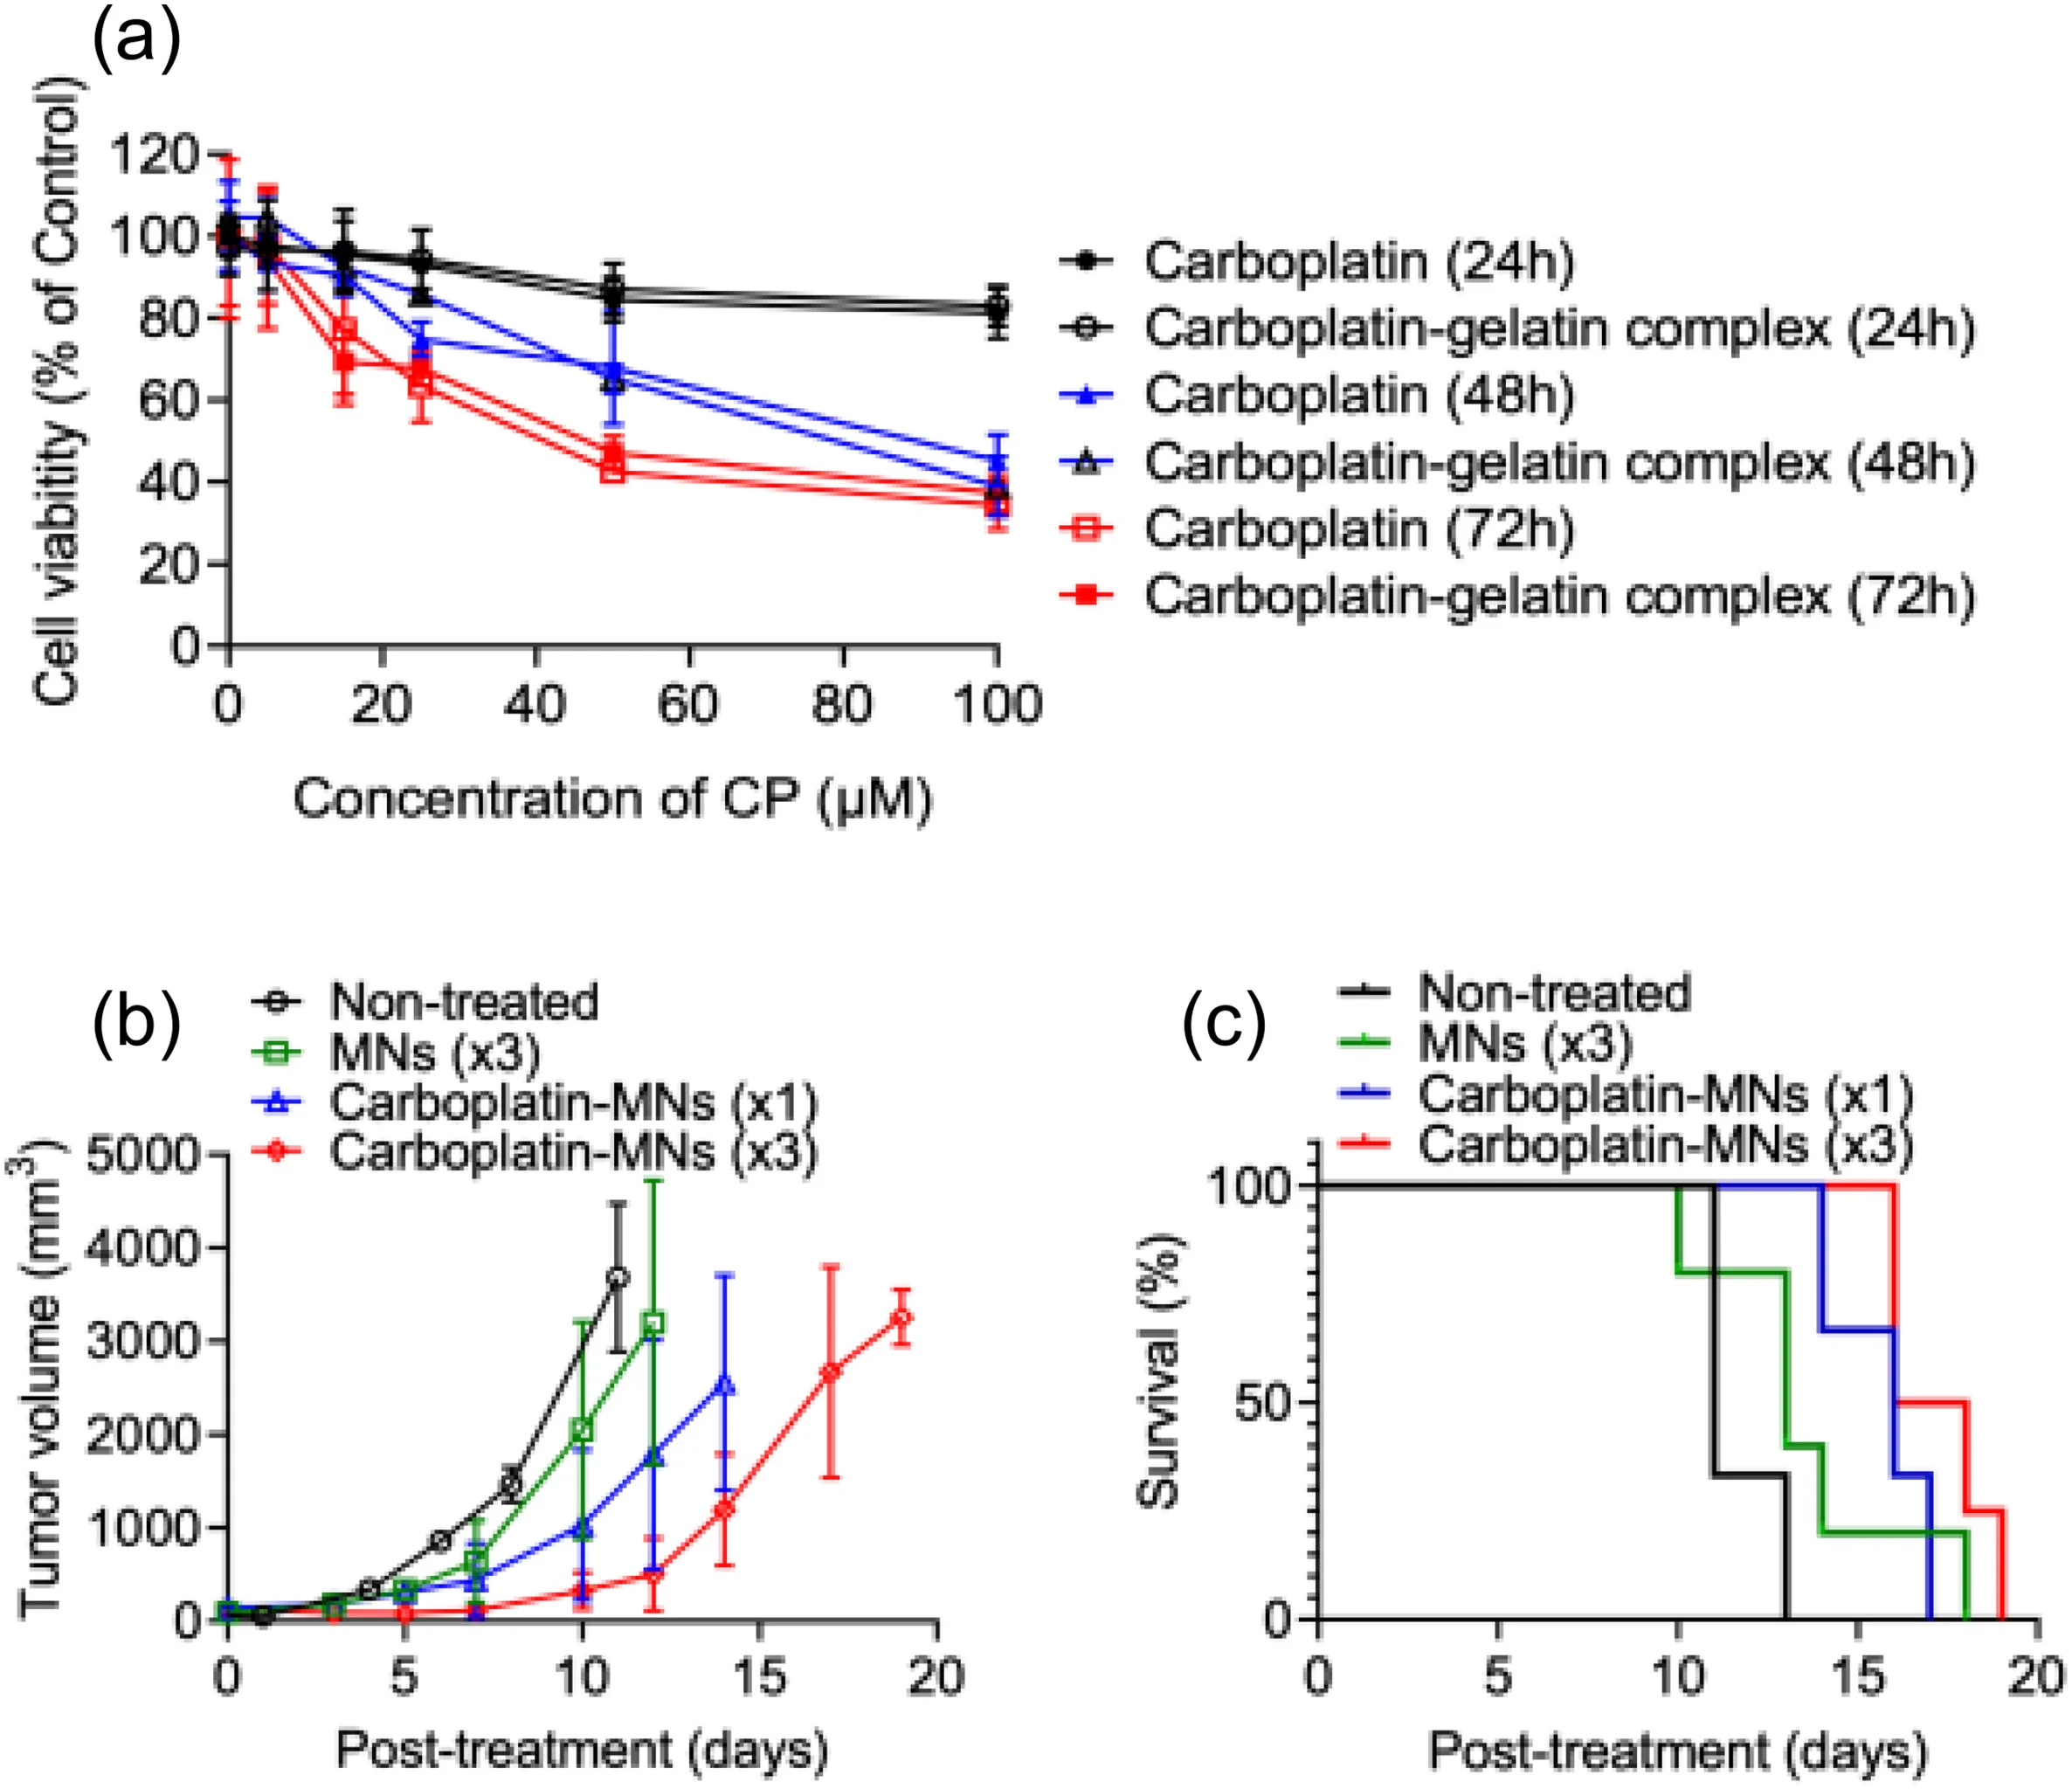 (a)
Cell viabitity (% of Control)
120
100
80
60
40
20
0
0 20 40 60 80 100
Concentration of CP (μM)
Carboplatin (24h)
Carboplatin-gelatin complex (24h)
Carboplatin (48h)
Carboplatin-gelatin complex (48h)
Carboplatin (72h)
Carboplatin-gelatin complex (72h)
(b)
Non-treated
MNs (x3)
Carboplatin-MNs (x1)
Carboplatin-MNs (x3)
Tumor volume (mm³)
5000
4000
3000
2000
1000
0
0 5 10 15 20
Post-treatment (days)
(c)
Non-treated
MNs (x3)
Carboplatin-MNs (x1)
Carboplatin-MNs (x3)
Survival (%)
100
50
0
0 5 10 15 20
Post-treatment (days)